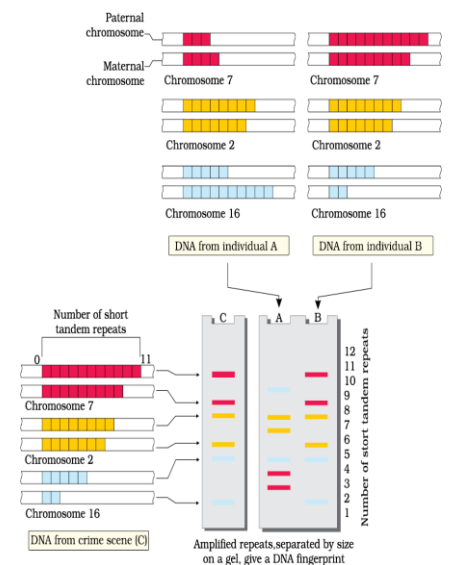 Paternal
chromosome
Maternal
chromosome
Chromosome 7
Chromosome 7
Chromosome 2
Chromosome 2
Chromosome 16
Chromosome 16
DNA from individual A
DNA from individual B
Number of short
tandem repeats
0
11
Chromosome 7
Chromosome 2
Chromosome 16
DNA from crime scene (C)
C
A
B
12
11
10
9
8
7
6
5
4
3
2
1
Number of stort tandem repeats
Amplified repeats,separated by size
on a gel, give a DNA fingerprint